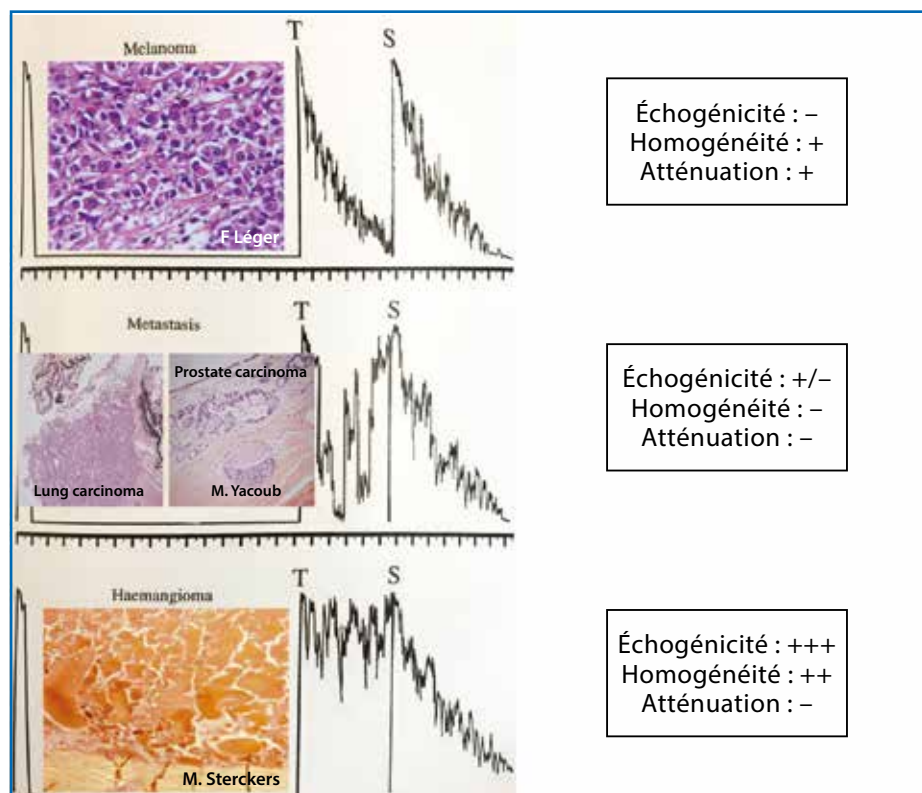 Melanoma
T
S
F Léger
Échogénicité : –
Homogénéité : +
Atténuation : +
Metastasis
T
S
Prostate carcinoma
Lung carcinoma
M. Yacoub
Échogénicité : +/–
Homogénéité : –
Atténuation : –
Haemangioma
T
S
M. Sterckers
Échogénicité : +++
Homogénéité : ++
Atténuation : –